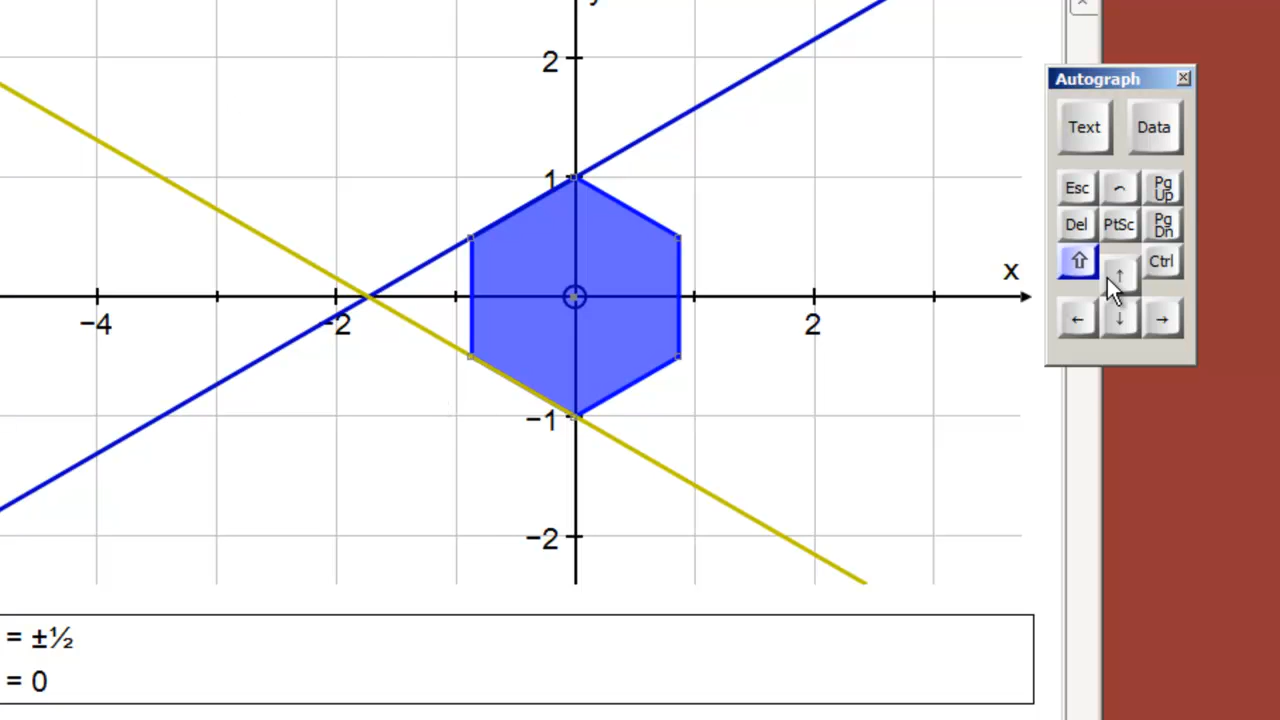 y
2
1
x
−4
−2
2
−1
−2
= ±½
= 0
Autograph
Text
Data
Esc
Pg Up
Del
PtSc
Pg Dn
Ctrl